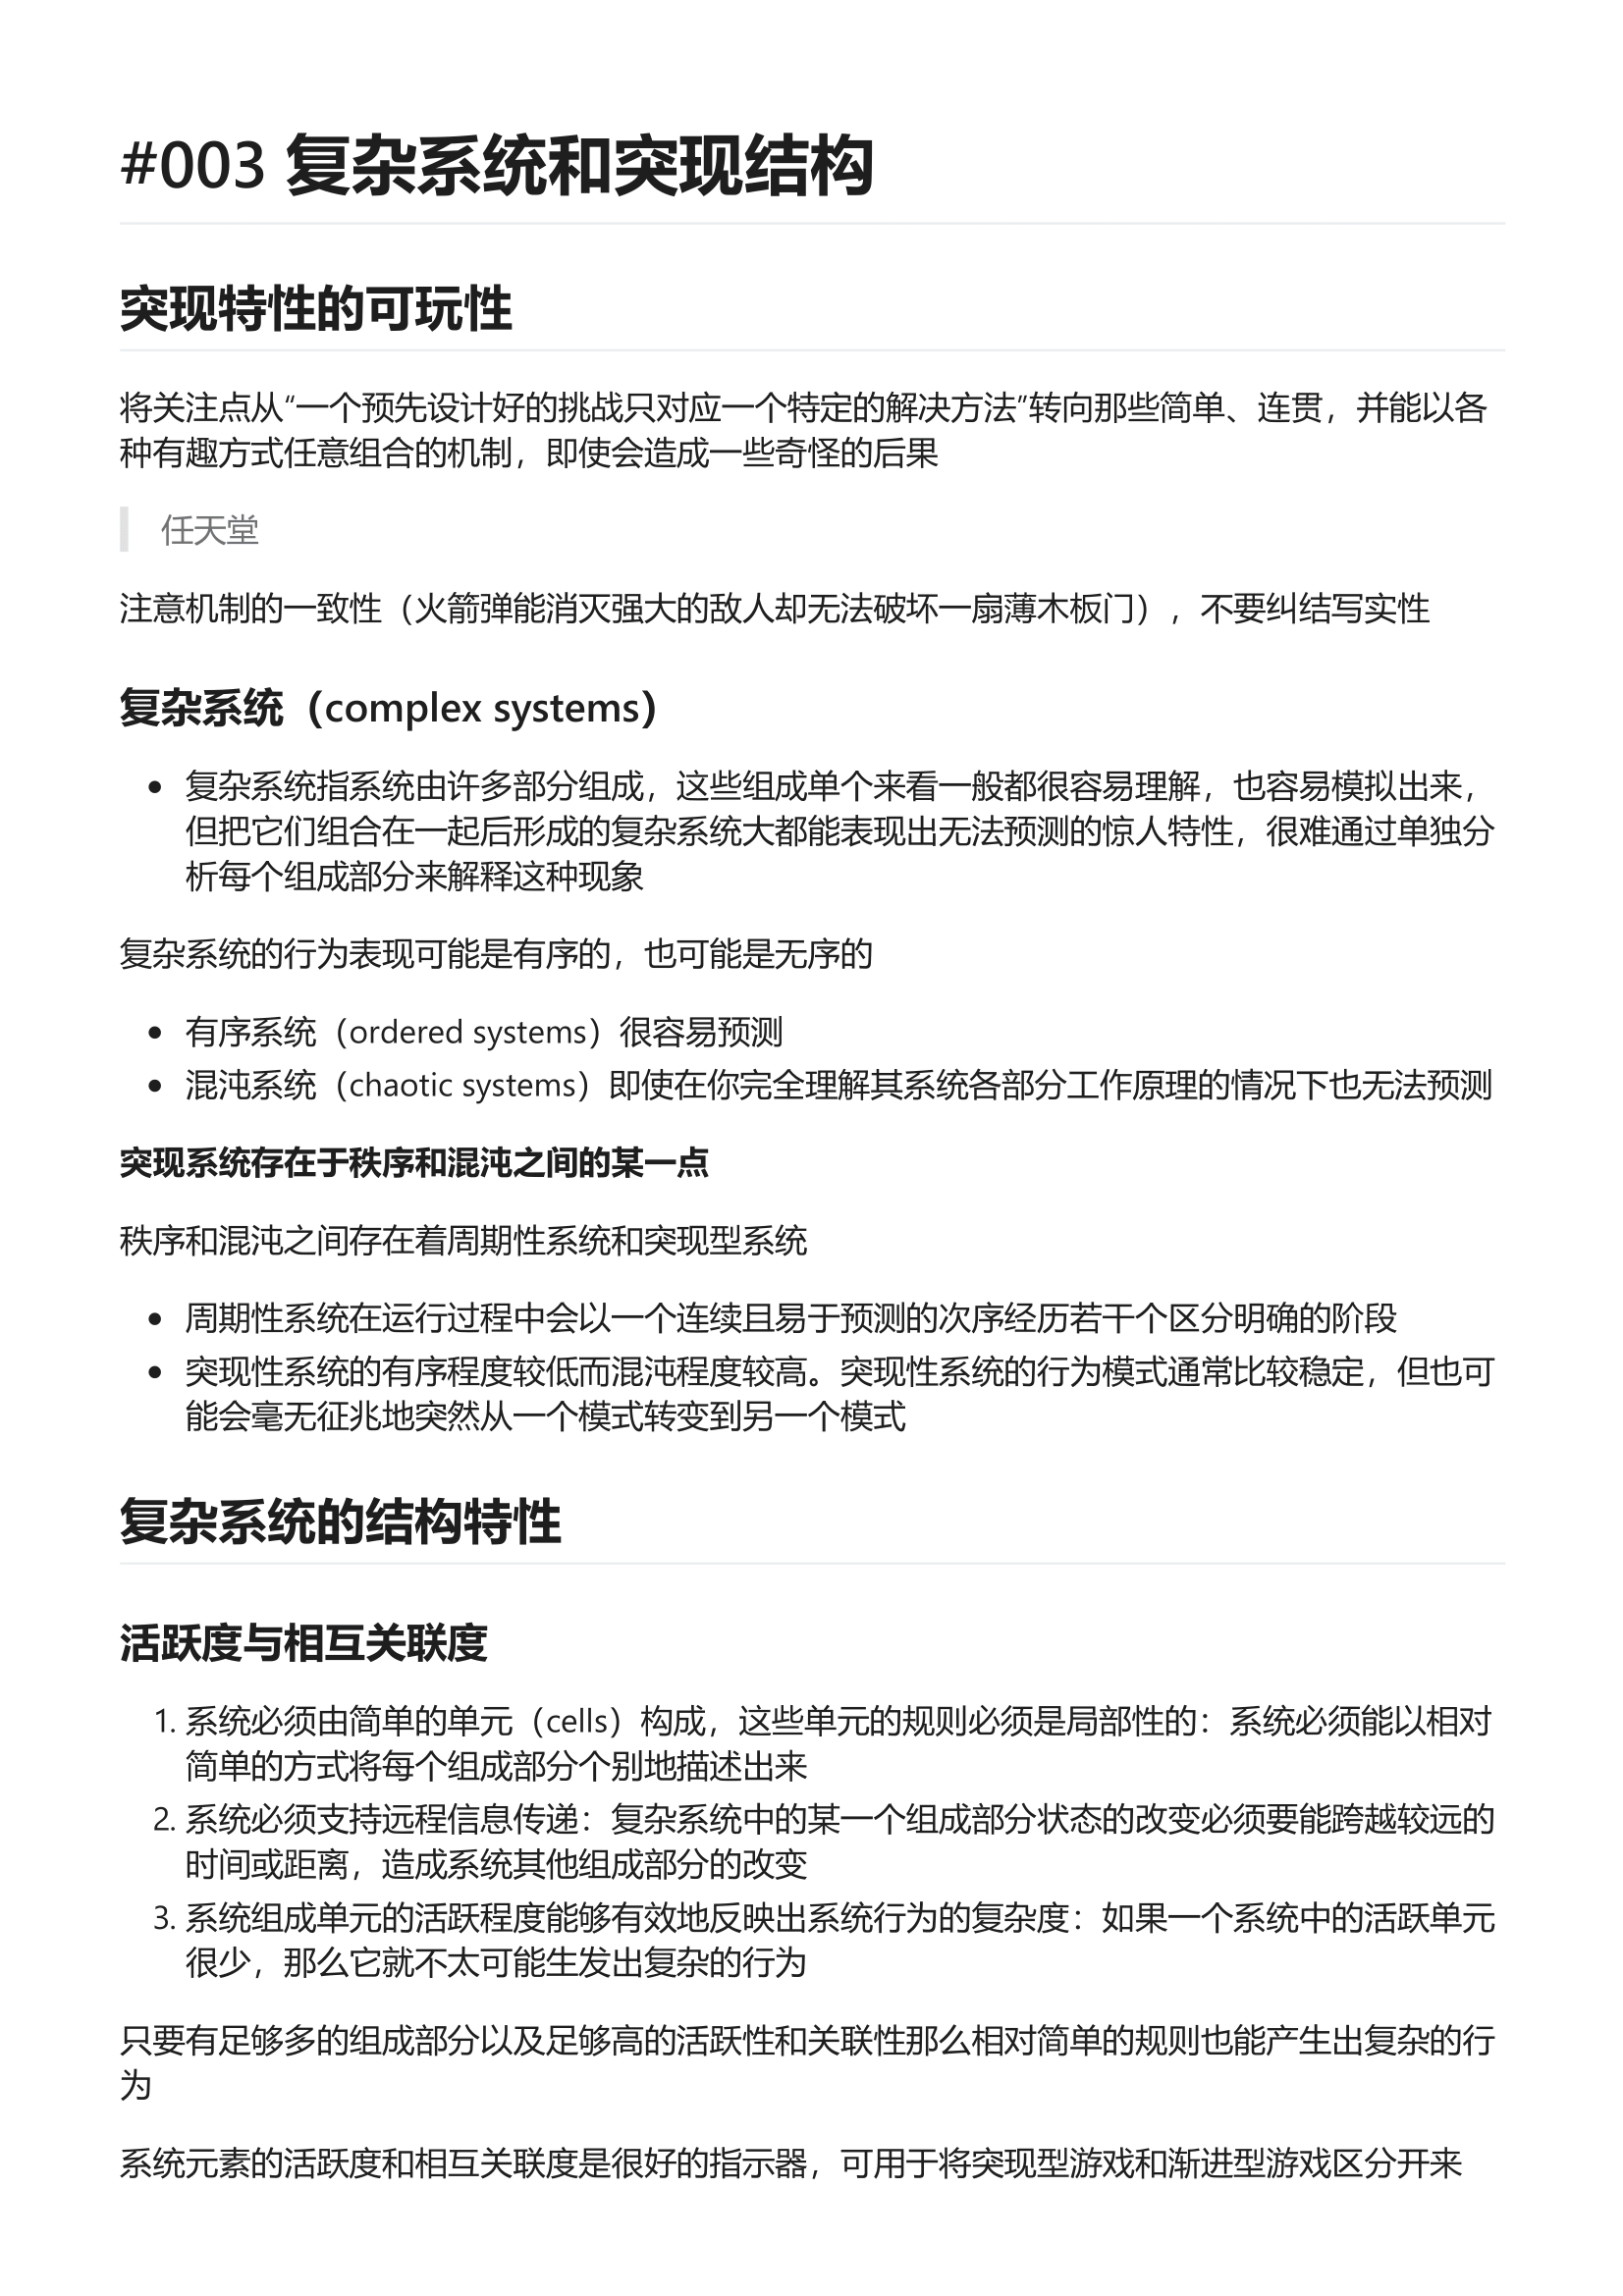 #003 复杂系统和突现结构
突现特性的可玩性
将关注点从“一个预先设计好的挑战只对应一个特定的解决方法”转向那些简单、连贯，并能以各
种有趣方式任意组合的机制，即使会造成一些奇怪的后果
任天堂
注意机制的一致性（火箭弹能消灭强大的敌人却无法破坏一扇薄木板门），不要纠结写实性
复杂系统（complex systems）
• 复杂系统指系统由许多部分组成，这些组成单个来看一般都很容易理解，也容易模拟出来，
但把它们组合在一起后形成的复杂系统大都能表现出无法预测的惊人特性，很难通过单独分
析每个组成部分来解释这种现象
复杂系统的行为表现可能是有序的，也可能是无序的
• 有序系统（ordered systems）很容易预测
• 混沌系统（chaotic systems）即使在你完全理解其系统各部分工作原理的情况下也无法预测
突现系统存在于秩序和混沌之间的某一点
秩序和混沌之间存在着周期性系统和突现型系统
• 周期性系统在运行过程中会以一个连续且易于预测的次序经历若干个区分明确的阶段
• 突现性系统的有序程度较低而混沌程度较高。突现性系统的行为模式通常比较稳定，但也可
能会毫无征兆地突然从一个模式转变到另一个模式
复杂系统的结构特性
活跃度与相互关联度
1. 系统必须由简单的单元（cells）构成，这些单元的规则必须是局部性的：系统必须能以相对
简单的方式将每个组成部分个别地描述出来
2. 系统必须支持远程信息传递：复杂系统中的某一个组成部分状态的改变必须要能跨越较远的
时间或距离，造成系统其他组成部分的改变
3. 系统组成单元的活跃程度能够有效地反映出系统行为的复杂度：如果一个系统中的活跃单元
很少，那么它就不太可能生发出复杂的行为
只要有足够多的组成部分以及足够高的活跃性和关联性那么相对简单的规则也能产生出复杂的行
为
系统元素的活跃度和相互关联度是很好的指示器，可用于将突现型游戏和渐进型游戏区分开来